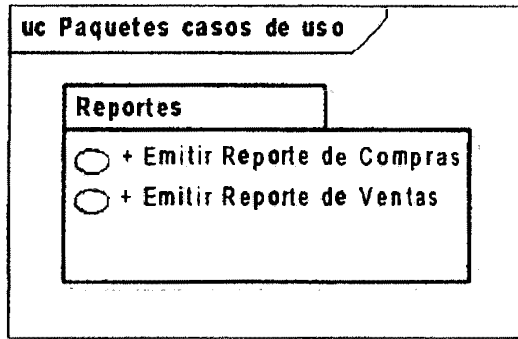 uc Paquetes casos de uso
Reportes
+ Emitir Reporte de Compras
+ Emitir Reporte de Ventas